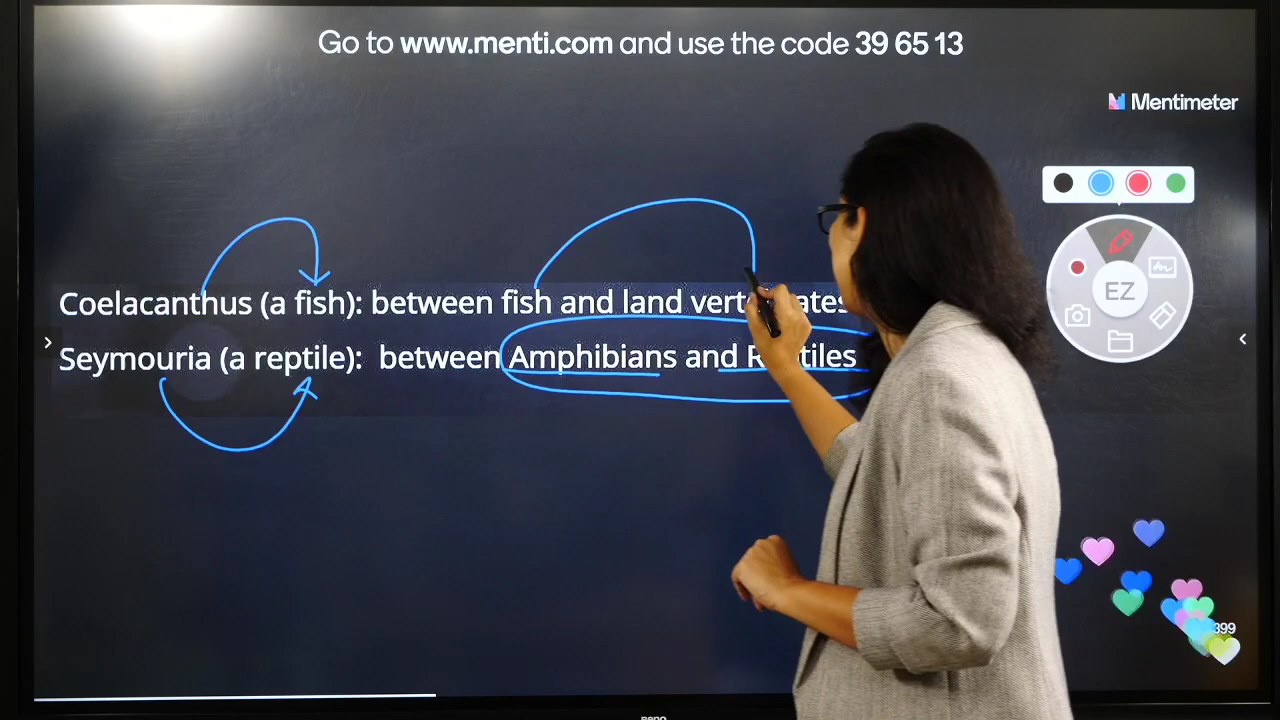 Go to www.menti.com and use the code 39 65 13
Mentimeter
EZ
Coelacanthus (a fish): between fish and land
Seymouria (a reptile): between Amphibians and
399